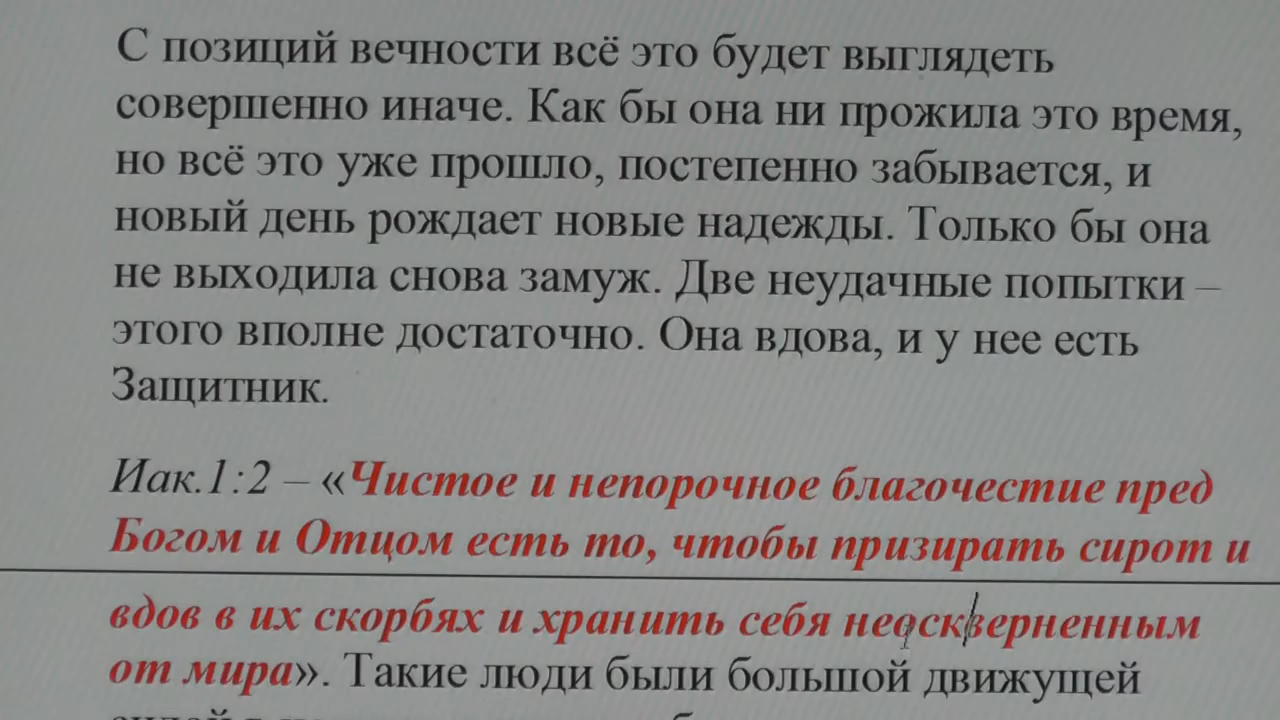 С позиций вечности всё это будет выглядеть
совершенно иначе. Как бы она ни прожила это время,
но всё это уже прошло, постепенно забывается, и
новый день рождает новые надежды. Только бы она
не выходила снова замуж. Две неудачные попытки –
этого вполне достаточно. Она вдова, и у нее есть
Защитник.
Иак.1:2 – «Чистое и непорочное благочестие пред
Богом и Отцом есть то, чтобы призирать сирот и
вдов в их скорбях и хранить себя неоскверненным
от мира». Такие люди были большой движущей